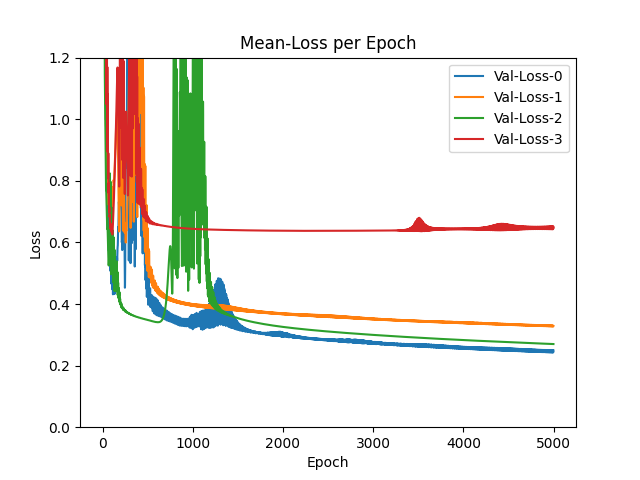 Mean-Loss per Epoch
1.2
1.0
0.8
0.6
0.4
0.2
0.0
Loss
Val-Loss-0
Val-Loss-1
Val-Loss-2
Val-Loss-3
0 1000 2000 3000 4000 5000
Epoch